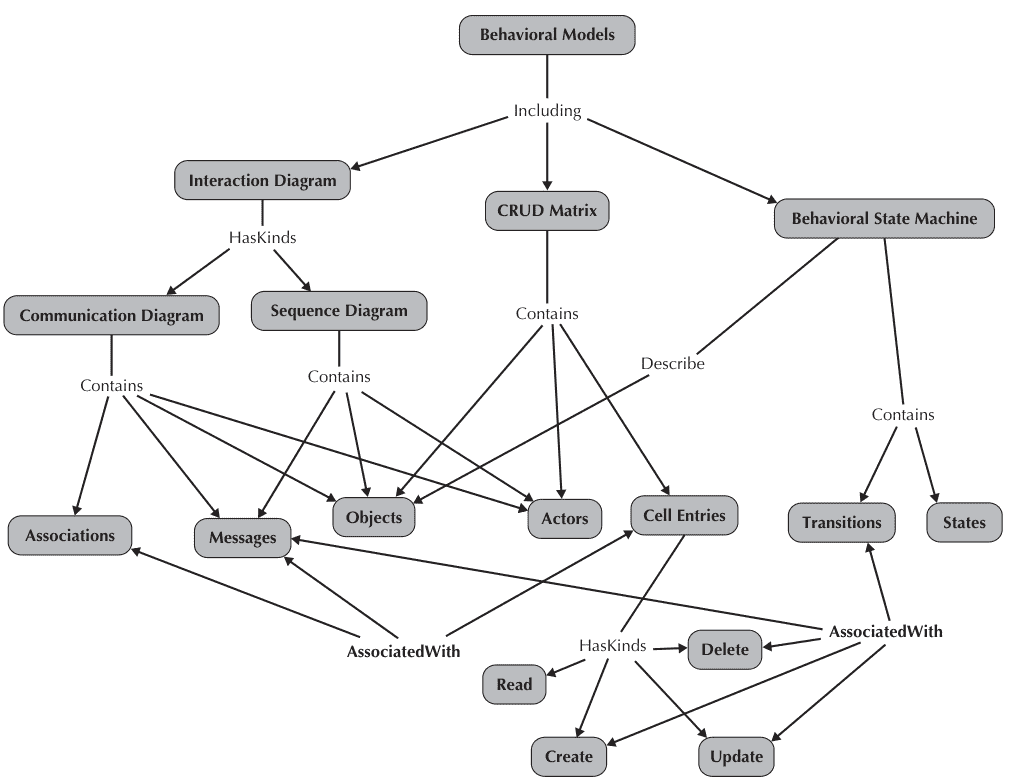 Behavioral Models
Including
Interaction Diagram
CRUD Matrix
Behavioral State Machine
HasKinds
Communication Diagram
Sequence Diagram
Contains
Describe
Contains
Contains
Contains
Associations
Messages
Objects
Actors
Cell Entries
Transitions
States
AssociatedWith
HasKinds
Delete
AssociatedWith
Read
Create
Update